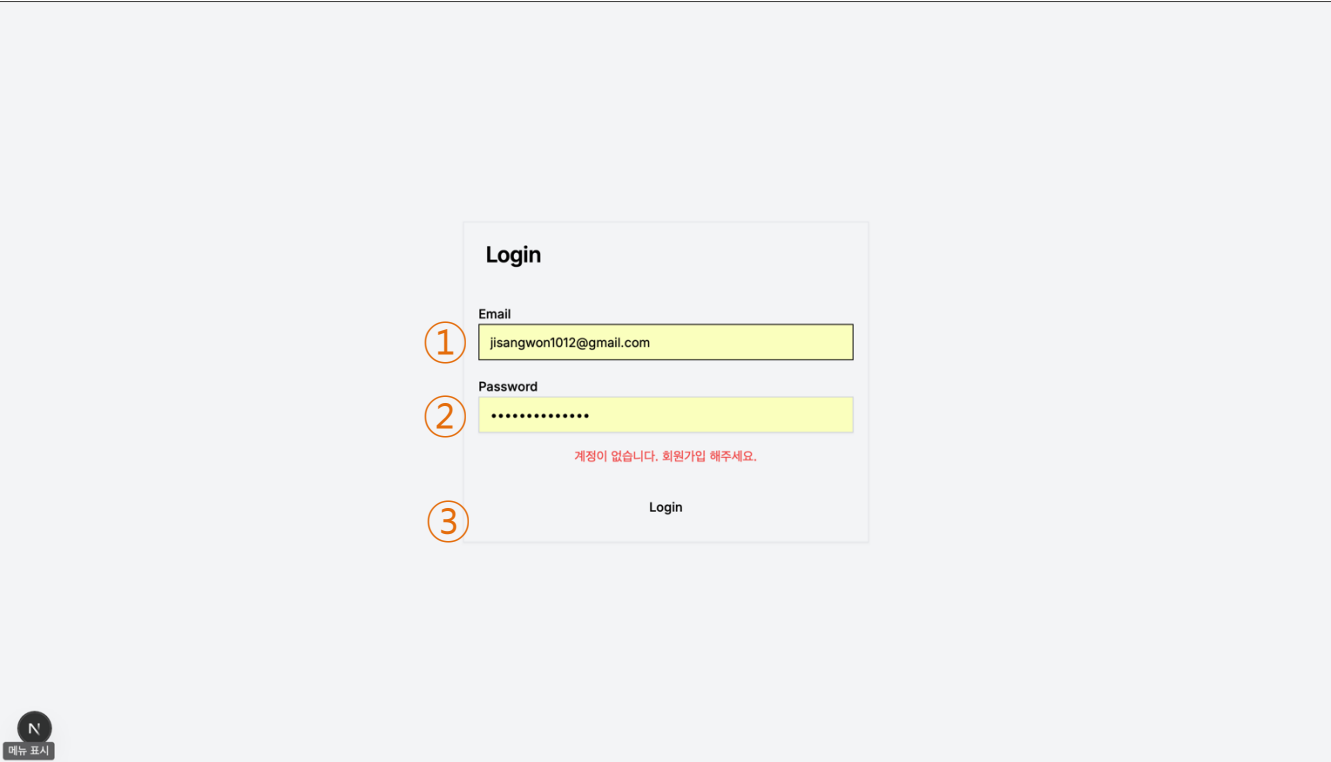 Login
Email
① jisangwon1012@gmail.com
Password
② ••••••••••••••
계정이 없습니다. 회원가입 해주세요.
③ Login
N
메뉴 표시